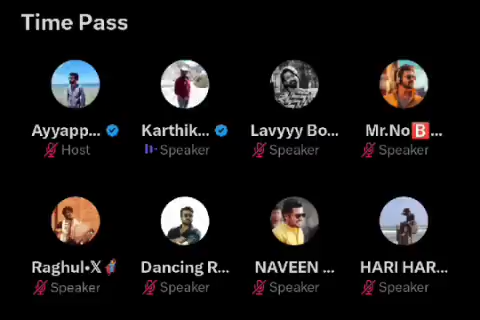 Time Pass
Ayyapp... Karthik... Lavyyy Bo... Mr.No🅱️...
Host Speaker Speaker Speaker
Raghul•𝕏 Dancing R... NAVEEN ... HARI HAR...
Speaker Speaker Speaker Speaker